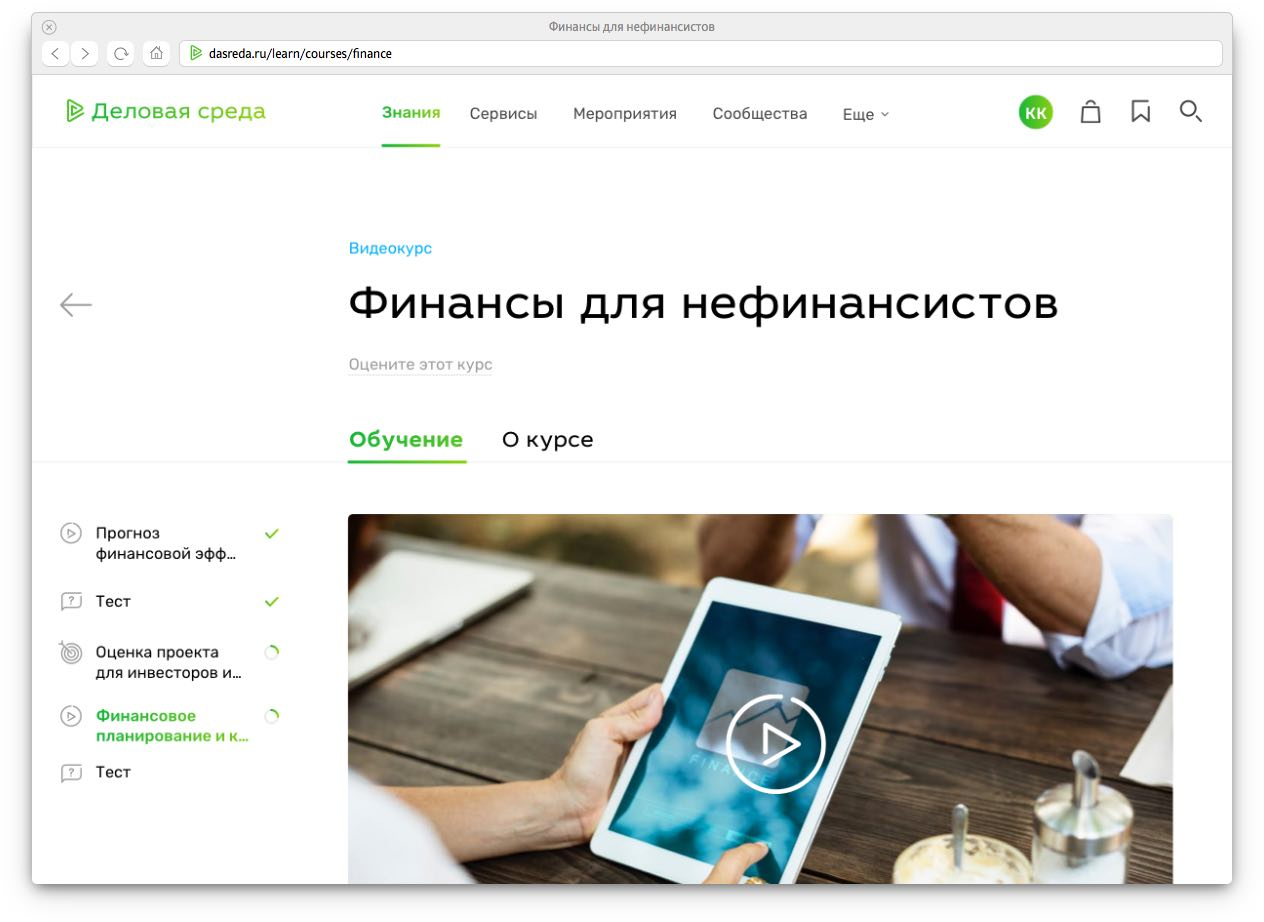 Финансы для нефинансистов
dasreda.ru/learn/courses/finance
Деловая среда
Знания
Сервисы
Мероприятия
Сообщества
Еще
КК
Видеокурс
Финансы для нефинансистов
Оцените этот курс
Обучение
О курсе
Прогноз
финансовой эфф...
Тест
Оценка проекта
для инвесторов и...
Финансовое
планирование и к...
Тест
FINANCE